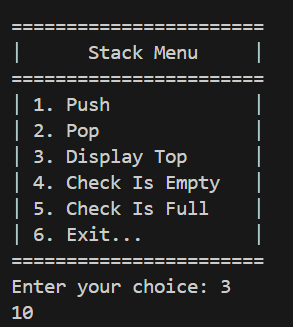 =======================
|      Stack Menu     |
=======================
| 1. Push             |
| 2. Pop              |
| 3. Display Top      |
| 4. Check Is Empty   |
| 5. Check Is Full    |
| 6. Exit...          |
=======================
Enter your choice: 3
10